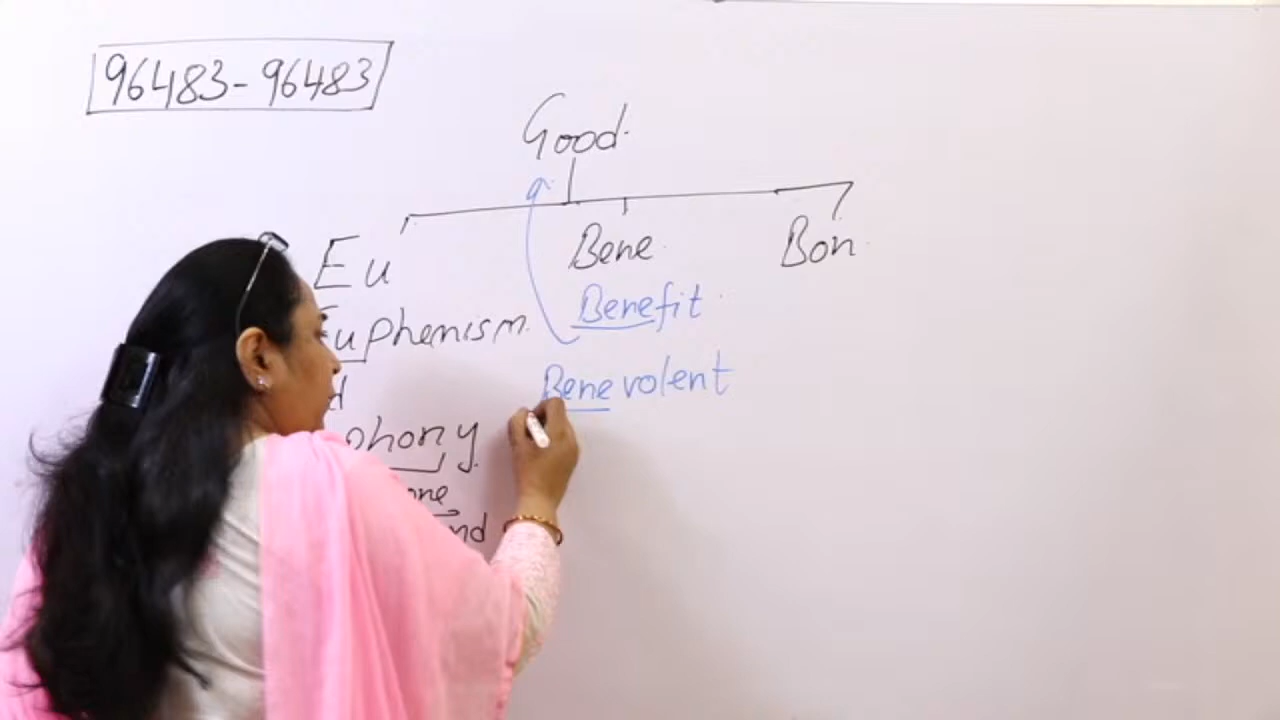 96483-96483
Good.
Eu Bene. Bon.
Euphemism. Benefit.
Benevolent
phony.